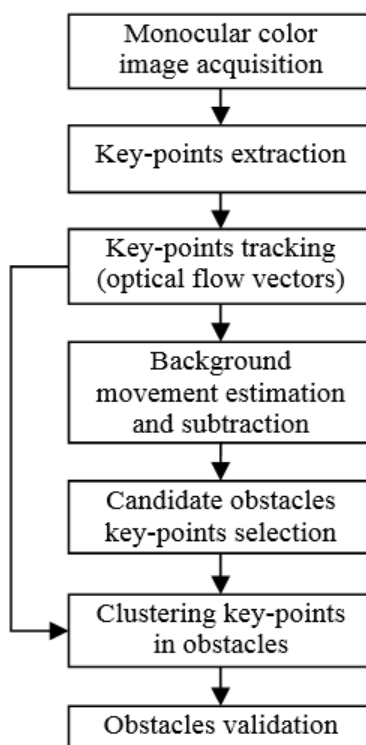 Monocular color
image acquisition
Key-points extraction
Key-points tracking
(optical flow vectors)
Background
movement estimation
and subtraction
Candidate obstacles
key-points selection
Clustering key-points
in obstacles
Obstacles validation